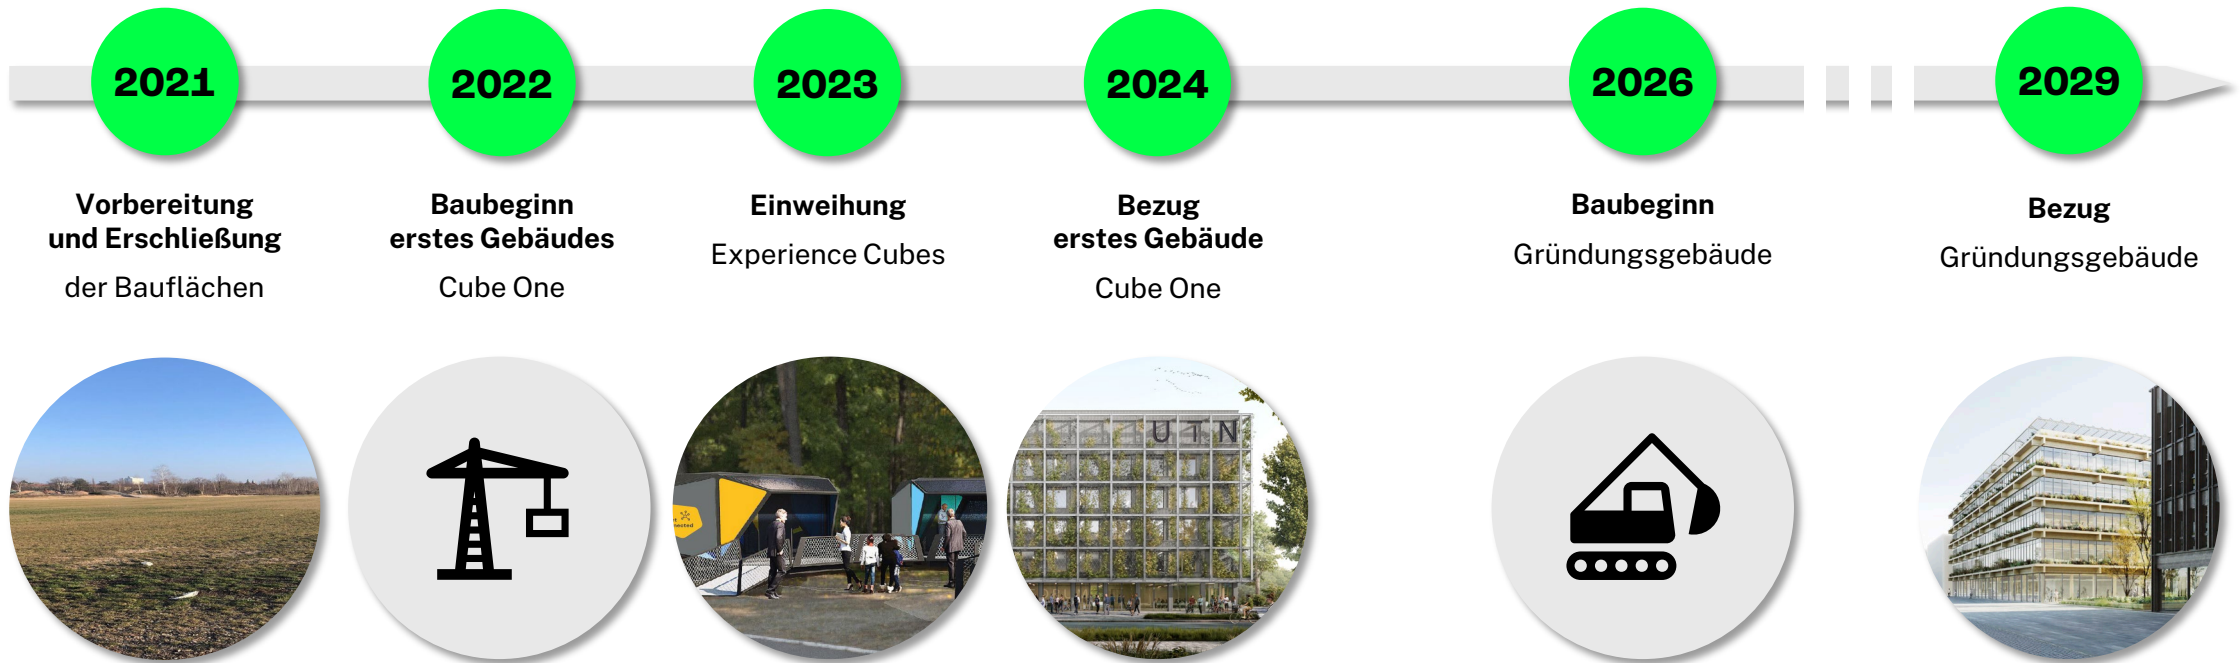 2021
Vorbereitung
und Erschließung
der Bauflächen
2022
Baubeginn
erstes Gebäudes
Cube One
2023
Einweihung
Experience Cubes
2024
Bezug
erstes Gebäude
Cube One
2026
Baubeginn
Gründungsgebäude
2029
Bezug
Gründungsgebäude
UTN